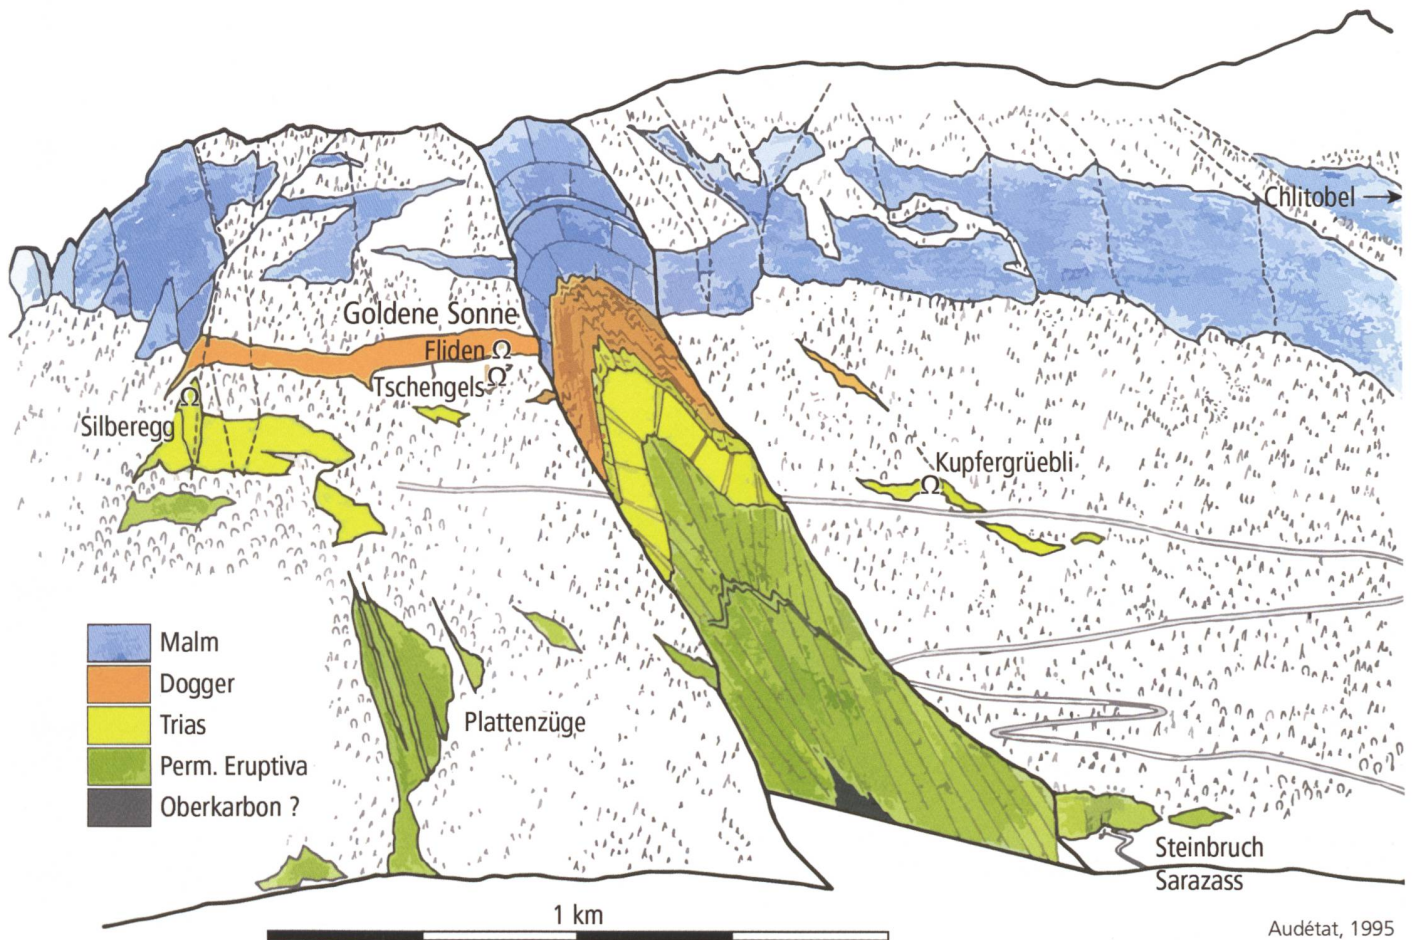 Chlitobel
Goldene Sonne
Fliden Ω
Tschengels Ω
Ω
Silberegg
Kupfergrüebli
Ω
Malm
Dogger
Trias
Perm. Eruptiva
Oberkarbon ?
Plattenzüge
Steinbruch
Sarazass
1 km
Audétat, 1995